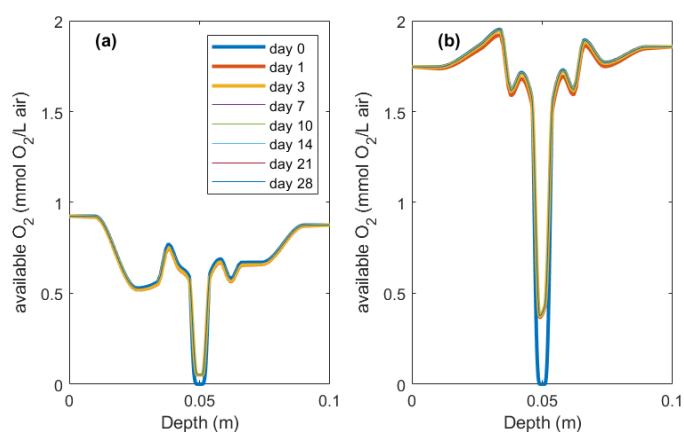 (a)
day 0
day 1
day 3
day 7
day 10
day 14
day 21
day 28
available O₂ (mmol O₂/L air)
2
1.5
1
0.5
0
0 0.05 0.1
Depth (m)
(b)
available O₂ (mmol O₂/L air)
2
1.5
1
0.5
0
0 0.05 0.1
Depth (m)